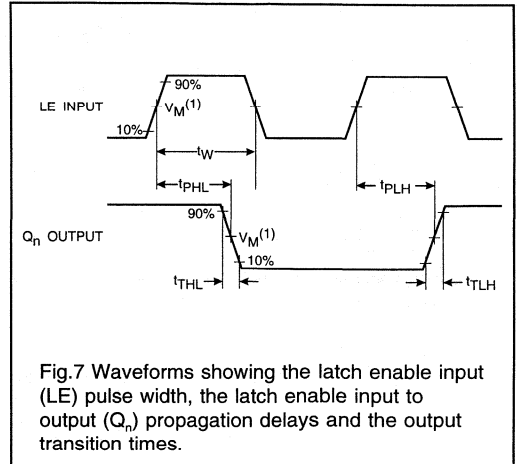 90%
LE INPUT
VM(1)
10%
tW
tPHL
tPLH
90%
Qn OUTPUT
VM(1)
10%
tTHL
tTLH
Fig.7 Waveforms showing the latch enable input
(LE) pulse width, the latch enable input to
output (Qn) propagation delays and the output
transition times.